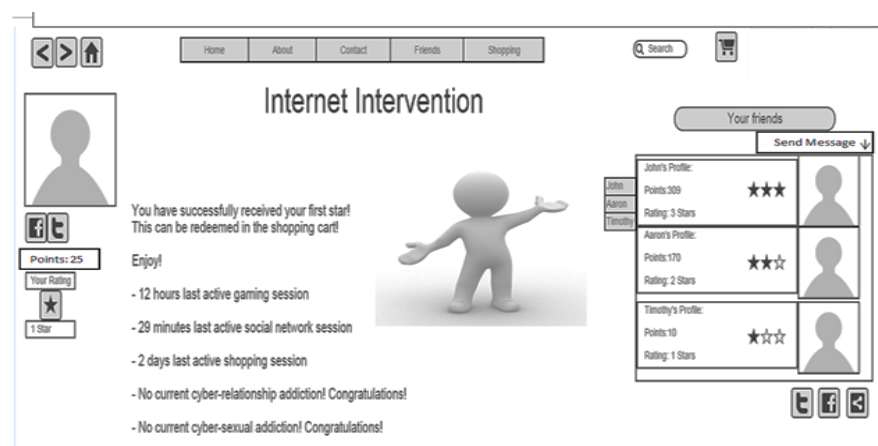 Home About Contact Friends Shopping
Search
Internet Intervention
Points: 25
Your Rating
1 Star
You have successfully received your first star!
This can be redeemed in the shopping cart!
Enjoy!
- 12 hours last active gaming session
- 29 minutes last active social network session
- 2 days last active shopping session
- No current cyber-relationship addiction! Congratulations!
- No current cyber-sexual addiction! Congratulations!
Your friends
Send Message
John
Aaron
Timothy
John's Profile:
Points:309
Rating: 3 Stars
Aaron's Profile:
Points:170
Rating: 2 Stars
Timothy's Profile:
Points:10
Rating: 1 Stars